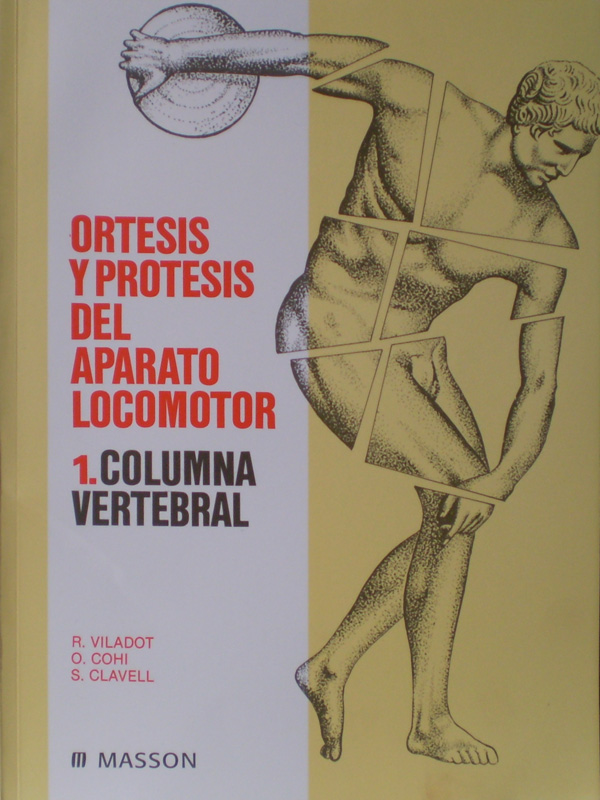 ORTESIS
Y PROTESIS
DEL
APARATO
LOCOMOTOR
1. COLUMNA
VERTEBRAL
R. VILADOT
O. COHI
S. CLAVELL
m MASSON